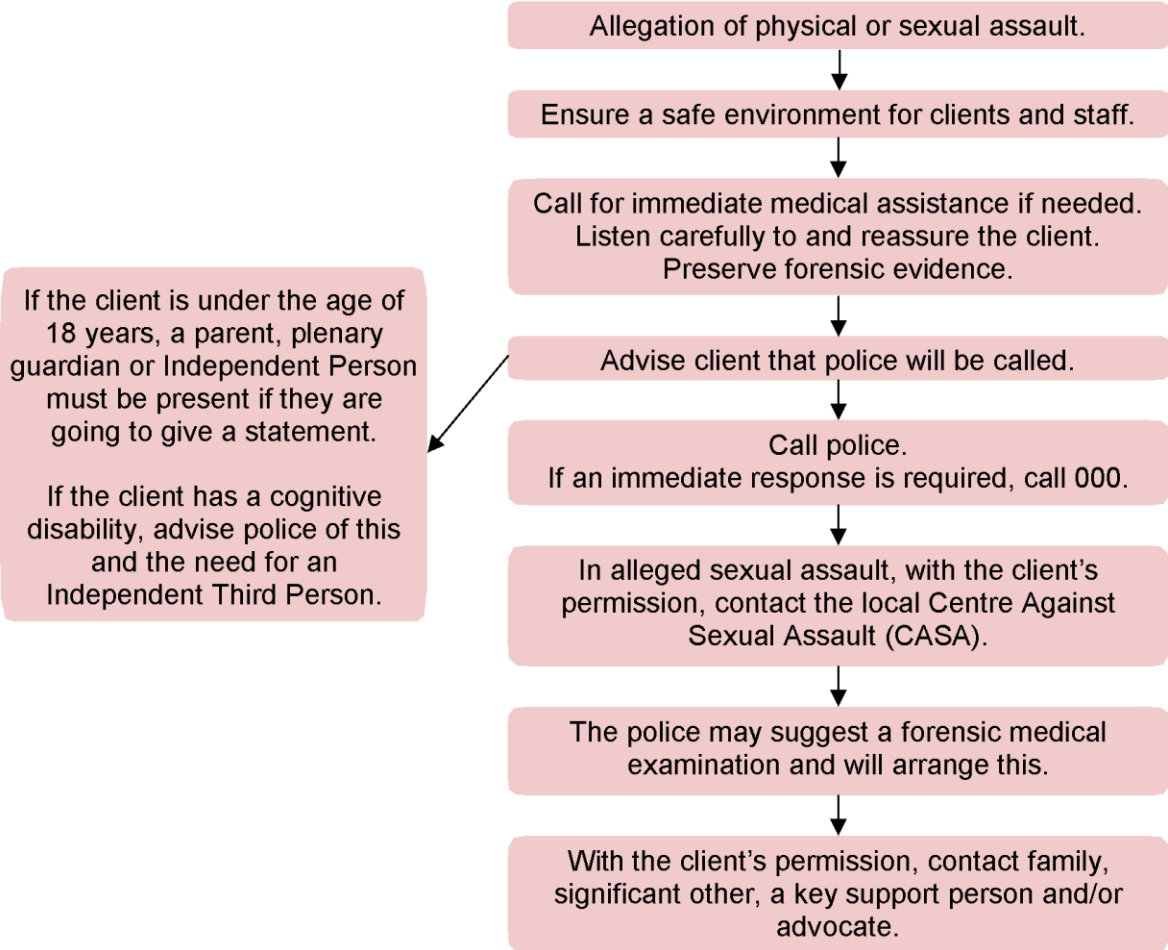 Allegation of physical or sexual assault.
Ensure a safe environment for clients and staff.
Call for immediate medical assistance if needed.
Listen carefully to and reassure the client.
Preserve forensic evidence.
Advise client that police will be called.
If the client is under the age of
18 years, a parent, plenary
guardian or Independent Person
must be present if they are
going to give a statement.
If the client has a cognitive
disability, advise police of this
and the need for an
Independent Third Person.
Call police.
If an immediate response is required, call 000.
In alleged sexual assault, with the client's
permission, contact the local Centre Against
Sexual Assault (CASA).
The police may suggest a forensic medical
examination and will arrange this.
With the client's permission, contact family,
significant other, a key support person and/or
advocate.